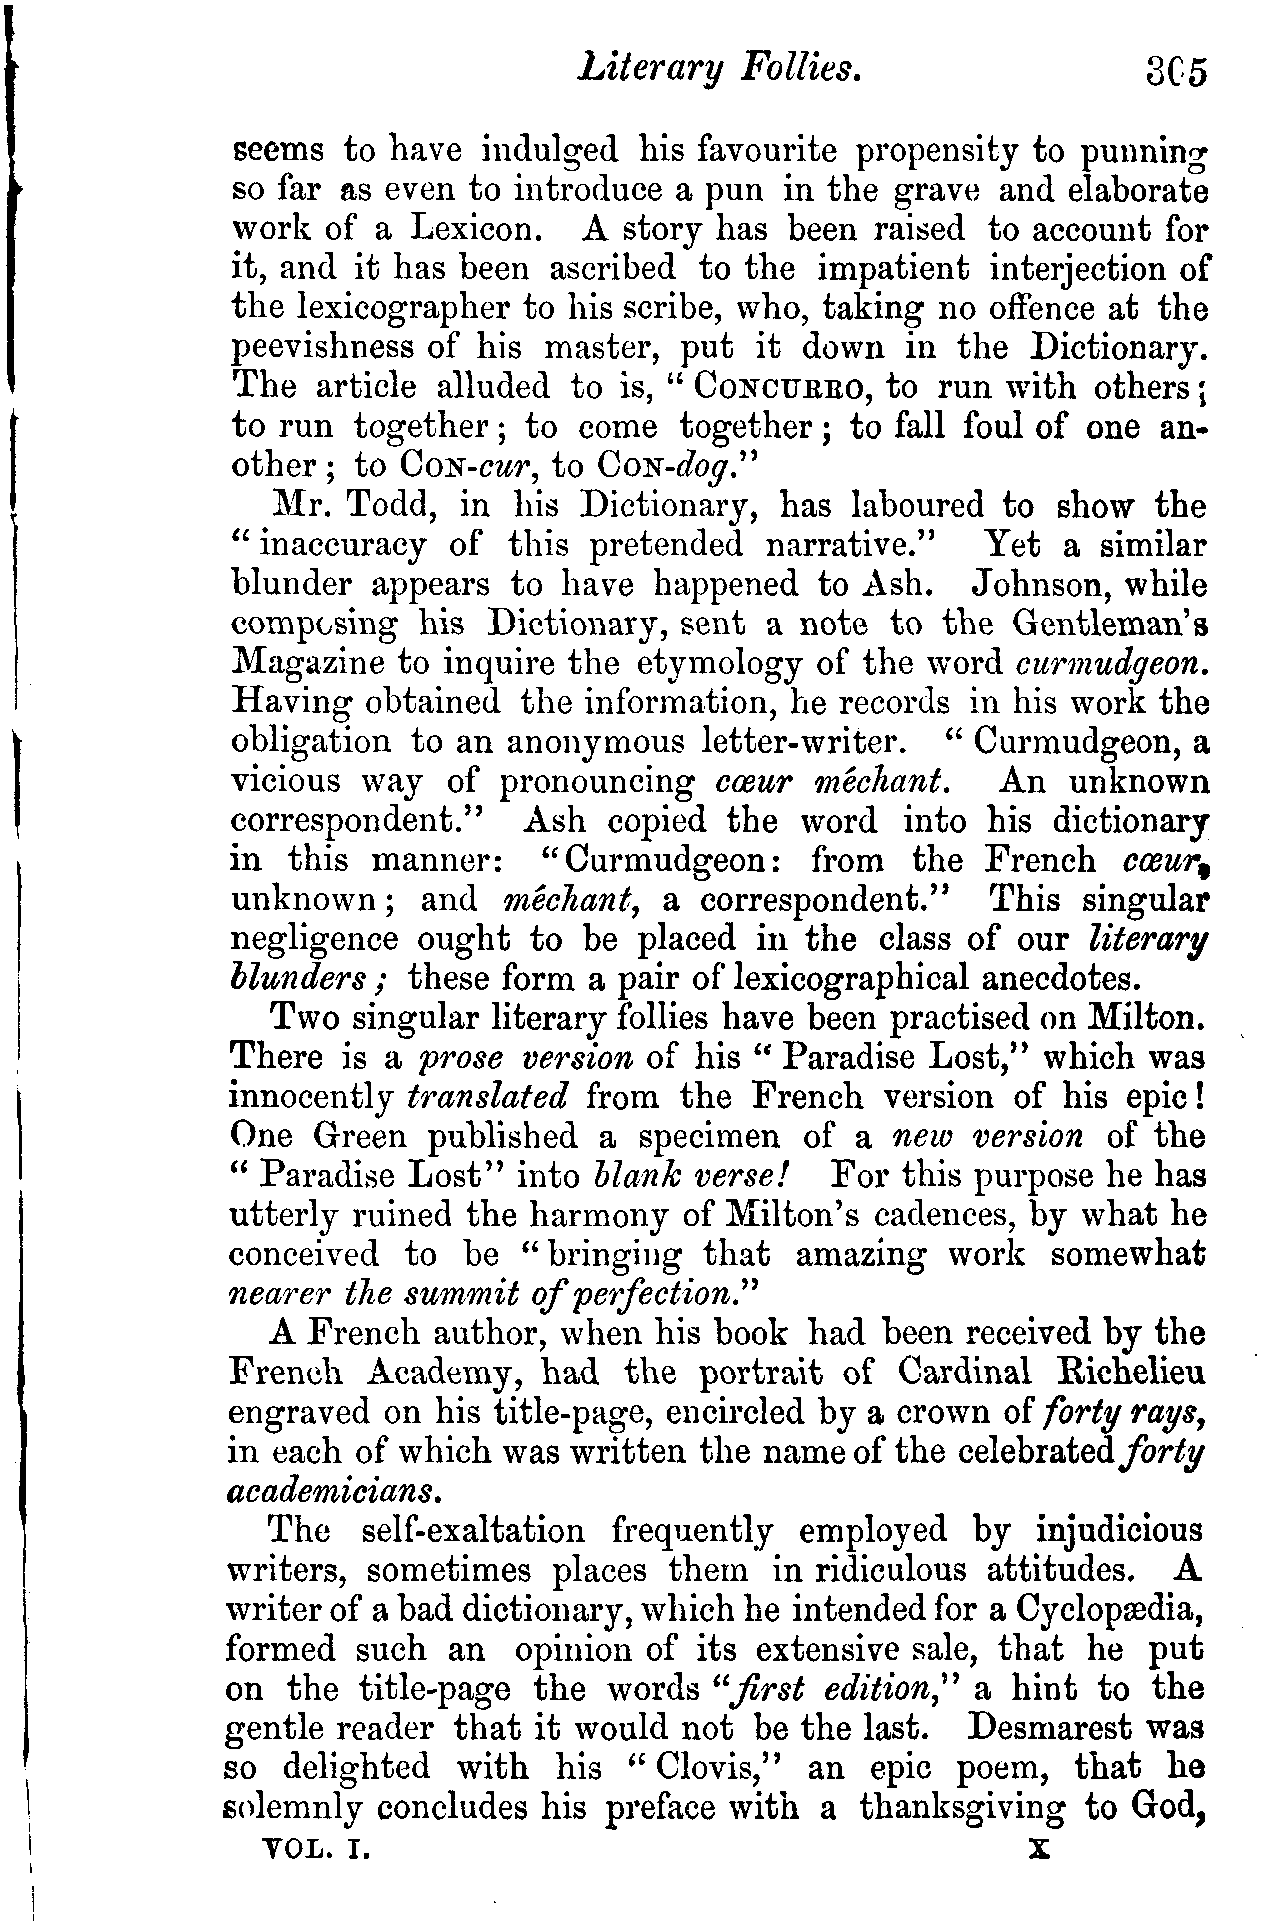 Literary Follies. 305
seems to have indulged his favourite propensity to punning
so far as even to introduce a pun in the grave and elaborate
work of a Lexicon. A story has been raised to account for
it, and it has been ascribed to the impatient interjection of
the lexicographer to his scribe, who, taking no offence at the
peevishness of his master, put it down in the Dictionary.
The article alluded to is, “ CONCURRO, to run with others;
to run together; to come together; to fall foul of one an-
other; to CON-cur, to CON-dog.”
Mr. Todd, in his Dictionary, has laboured to show the
“ inaccuracy of this pretended narrative.” Yet a similar
blunder appears to have happened to Ash. Johnson, while
composing his Dictionary, sent a note to the Gentleman’s
Magazine to inquire the etymology of the word curmudgeon.
Having obtained the information, he records in his work the
obligation to an anonymous letter-writer. “ Curmudgeon, a
vicious way of pronouncing cœur méchant. An unknown
correspondent.” Ash copied the word into his dictionary
in this manner: “Curmudgeon: from the French cœur,
unknown; and méchant, a correspondent.” This singular
negligence ought to be placed in the class of our literary
blunders; these form a pair of lexicographical anecdotes.
Two singular literary follies have been practised on Milton.
There is a prose version of his “ Paradise Lost,” which was
innocently translated from the French version of his epic!
One Green published a specimen of a new version of the
“ Paradise Lost” into blank verse! For this purpose he has
utterly ruined the harmony of Milton’s cadences, by what he
conceived to be “bringing that amazing work somewhat
nearer the summit of perfection.”
A French author, when his book had been received by the
French Academy, had the portrait of Cardinal Richelieu
engraved on his title-page, encircled by a crown of forty rays,
in each of which was written the name of the celebrated forty
academicians.
The self-exaltation frequently employed by injudicious
writers, sometimes places them in ridiculous attitudes. A
writer of a bad dictionary, which he intended for a Cyclopædia,
formed such an opinion of its extensive sale, that he put
on the title-page the words “first edition,” a hint to the
gentle reader that it would not be the last. Desmarest was
so delighted with his “ Clovis,” an epic poem, that he
solemnly concludes his preface with a thanksgiving to God,
VOL. I. X